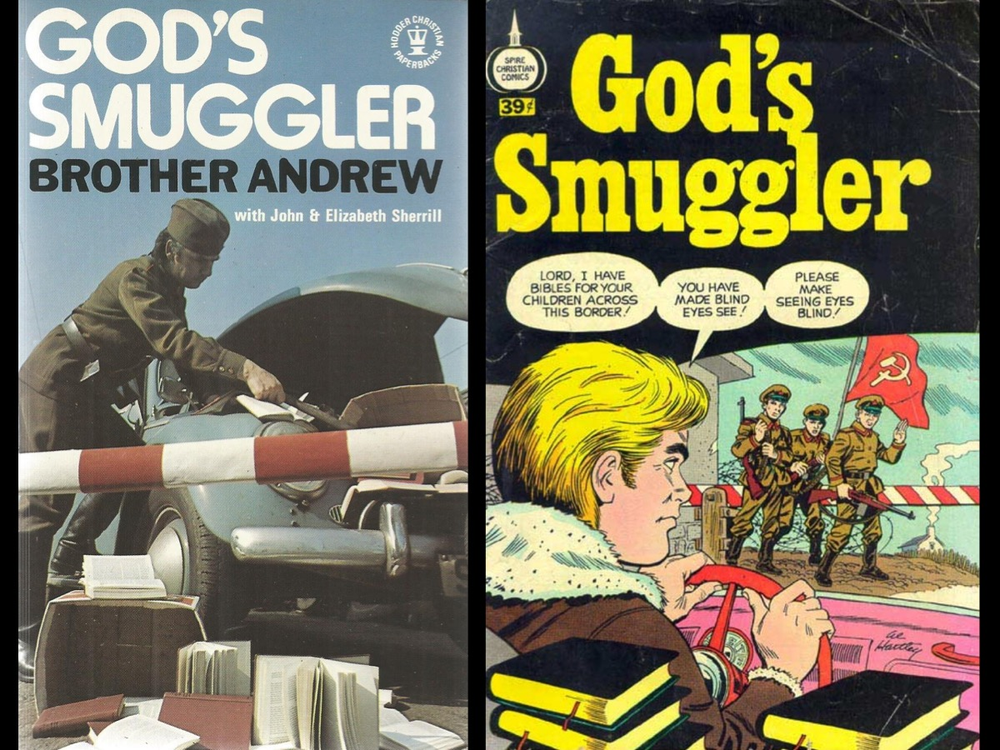 GOD'S
SMUGGLER
BROTHER ANDREW
with John & Elizabeth Sherrill
HODDER CHRISTIAN
PAPERBACKS
SPIRE
CHRISTIAN
COMICS
39¢
God's
Smuggler
LORD, I HAVE
BIBLES FOR YOUR
CHILDREN ACROSS
THIS BORDER!
YOU HAVE
MADE BLIND
EYES SEE!
PLEASE
MAKE
SEEING EYES
BLIND!
Al
Hartley